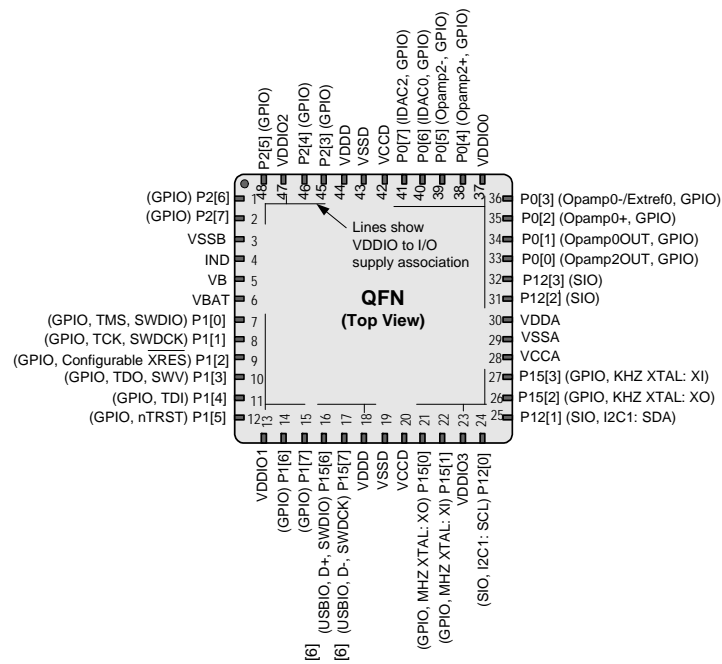 P2[5] (GPIO)
VDDIO2
P2[4] (GPIO)
P2[3] (GPIO)
VDDD
VSSD
VCCD
P0[7] (IDAC2, GPIO)
P0[6] (IDAC0, GPIO)
P0[5] (Opamp2-, GPIO)
P0[4] (Opamp2+, GPIO)
VDDIO0
48
47
46
45
44
43
42
41
40
39
38
37
(GPIO) P2[6] 1
(GPIO) P2[7] 2
VSSB 3
IND 4
VB 5
VBAT 6
(GPIO, TMS, SWDIO) P1[0] 7
(GPIO, TCK, SWDCK) P1[1] 8
(GPIO, Configurable XRES) P1[2] 9
(GPIO, TDO, SWV) P1[3] 10
(GPIO, TDI) P1[4] 11
(GPIO, nTRST) P1[5] 12
Lines show
VDDIO to I/O
supply association
QFN
(Top View)
36 P0[3] (Opamp0-/Extref0, GPIO)
35 P0[2] (Opamp0+, GPIO)
34 P0[1] (Opamp0OUT, GPIO)
33 P0[0] (Opamp2OUT, GPIO)
32 P12[3] (SIO)
31 P12[2] (SIO)
30 VDDA
29 VSSA
28 VCCA
27 P15[3] (GPIO, KHZ XTAL: XI)
26 P15[2] (GPIO, KHZ XTAL: XO)
25 P12[1] (SIO, I2C1: SDA)
13
14
15
16
17
18
19
20
21
22
23
24
VDDIO1
(GPIO) P1[6]
(GPIO) P1[7]
(USBIO, D+, SWDIO) P15[6]
(USBIO, D-, SWDCK) P15[7]
VDDD
VSSD
VCCD
(GPIO, MHZ XTAL: XO) P15[0]
(GPIO, MHZ XTAL: XI) P15[1]
VDDIO3
(SIO, I2C1: SCL) P12[0]
[6]
[6]